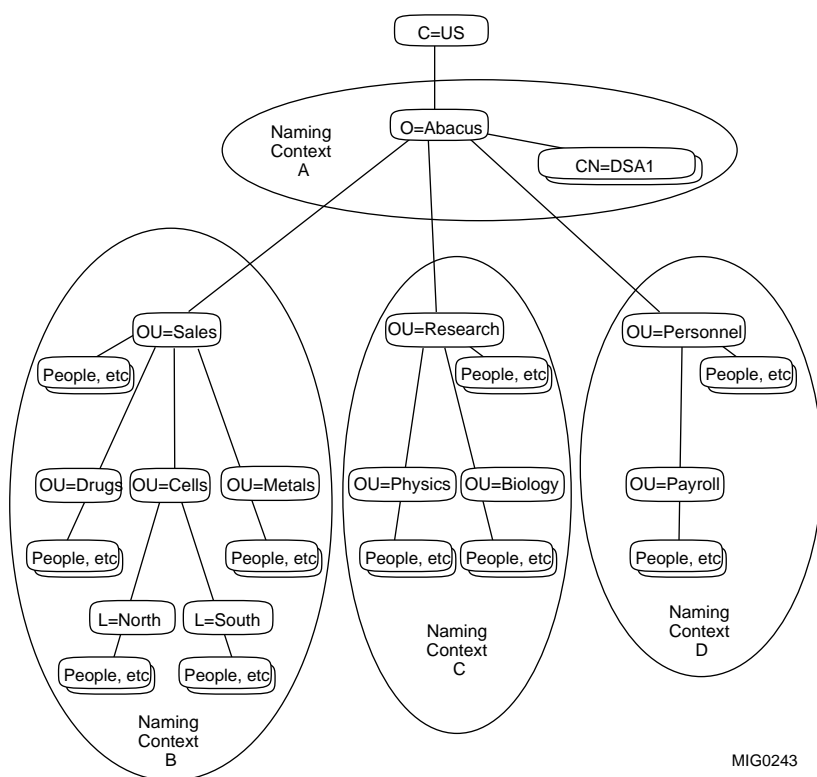 C=US
O=Abacus
Naming
Context
A
CN=DSA1
OU=Sales
OU=Research
OU=Personnel
People, etc
People, etc
People, etc
OU=Drugs
OU=Cells
OU=Metals
OU=Physics
OU=Biology
OU=Payroll
People, etc
People, etc
People, etc
People, etc
People, etc
L=North
L=South
Naming
Context
C
Naming
Context
D
People, etc
People, etc
Naming
Context
B
MIG0243